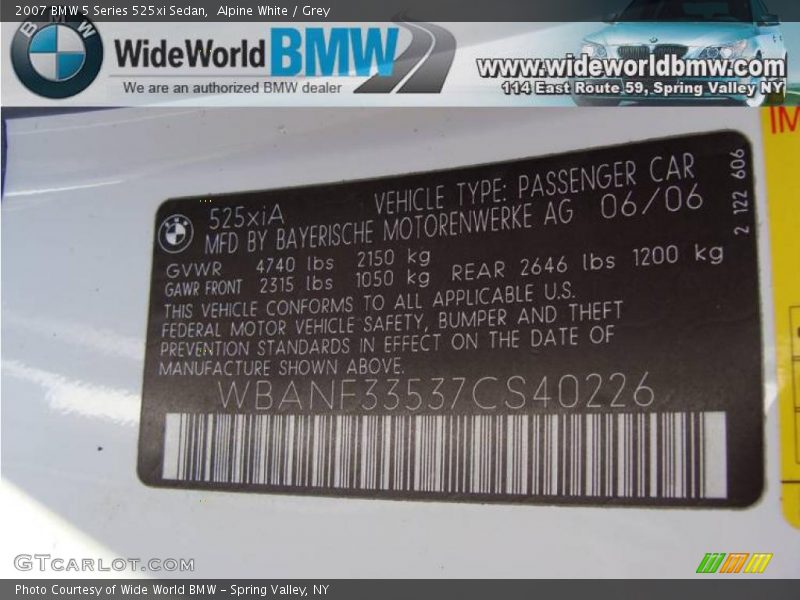 2007 BMW 5 Series 525xi Sedan,  Alpine White / Grey
BMW
WideWorld BMW
We are an authorized BMW dealer
www.wideworldbmw.com
114 East Route 59, Spring Valley NY
IM
525xiA VEHICLE TYPE: PASSENGER CAR
MFD BY BAYERISCHE MOTORENWERKE AG 06/06
2 122 606
GVWR 4740 lbs 2150 kg
GAWR FRONT 2315 lbs 1050 kg REAR 2646 lbs 1200 kg
THIS VEHICLE CONFORMS TO ALL APPLICABLE U.S.
FEDERAL MOTOR VEHICLE SAFETY, BUMPER AND THEFT
PREVENTION STANDARDS IN EFFECT ON THE DATE OF
MANUFACTURE SHOWN ABOVE.
WBANF33537CS40226
GTCARLOT.COM
Photo Courtesy of Wide World BMW - Spring Valley, NY